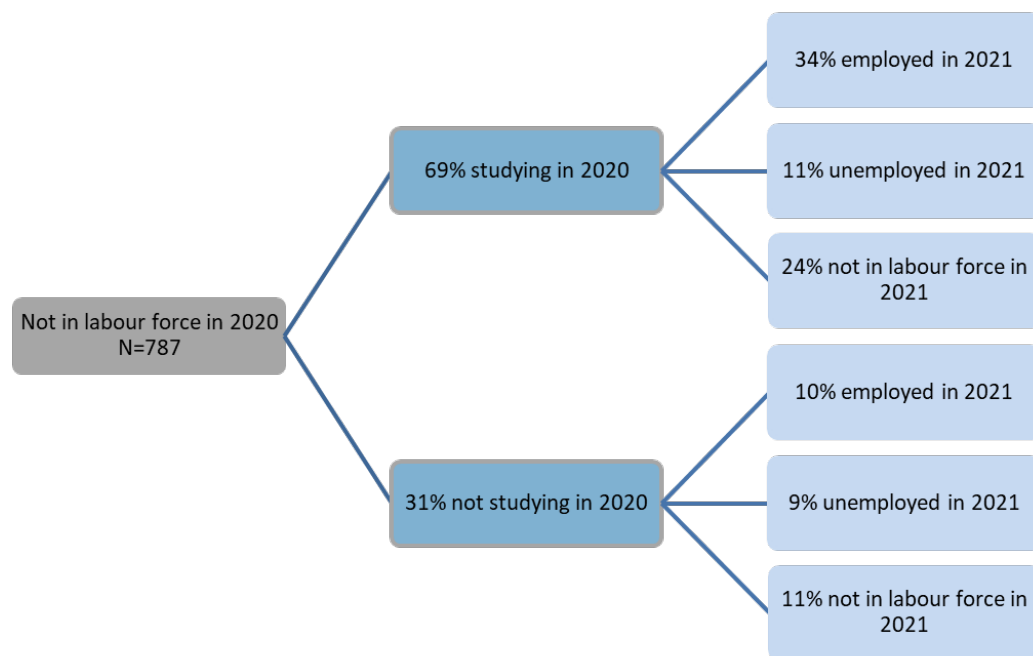 Not in labour force in 2020
N=787
69% studying in 2020
34% employed in 2021
11% unemployed in 2021
24% not in labour force in
2021
31% not studying in 2020
10% employed in 2021
9% unemployed in 2021
11% not in labour force in
2021